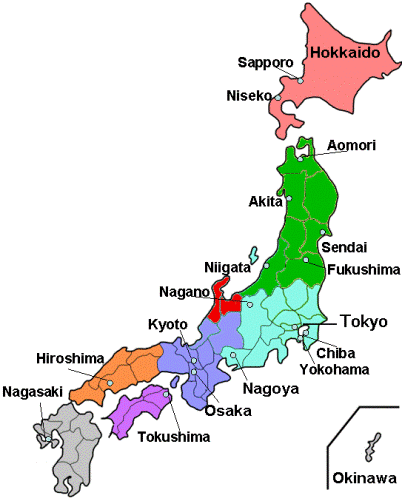 Hokkaido
Sapporo
Niseko
Aomori
Akita
Sendai
Niigata
Fukushima
Nagano
Kyoto
Tokyo
Hiroshima
Chiba
Yokohama
Nagasaki
Nagoya
Osaka
Tokushima
Okinawa